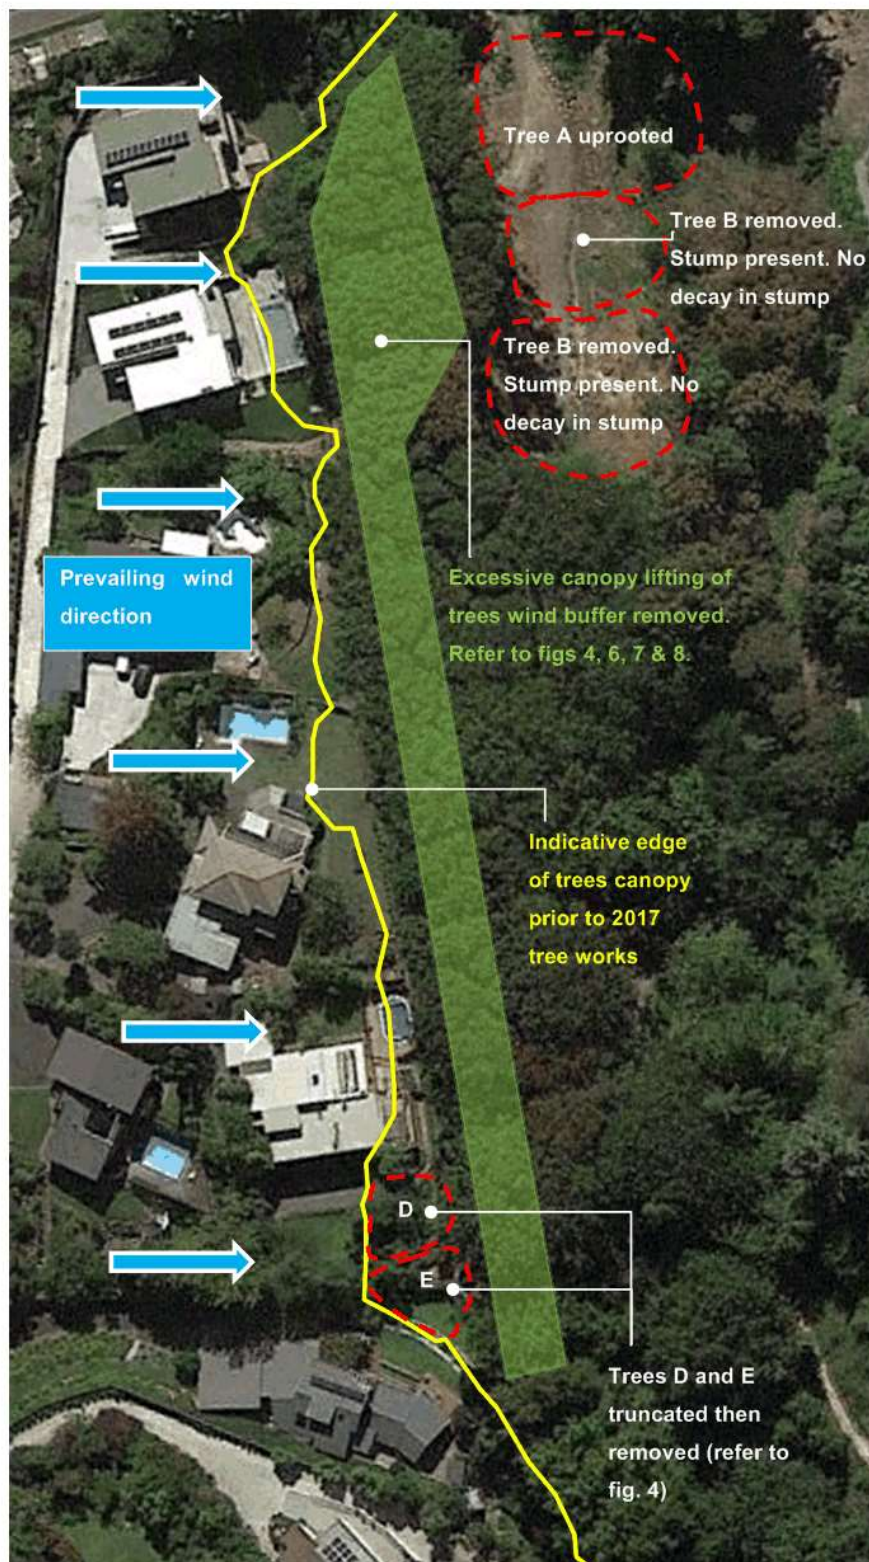 Tree A uprooted
Tree B removed.
Stump present. No
decay in stump
Tree B removed.
Stump present. No
decay in stump
Prevailing wind
direction
Excessive canopy lifting of
trees wind buffer removed.
Refer to figs 4, 6, 7 & 8.
Indicative edge
of trees canopy
prior to 2017
tree works
D
E
Trees D and E
truncated then
removed (refer to
fig. 4)